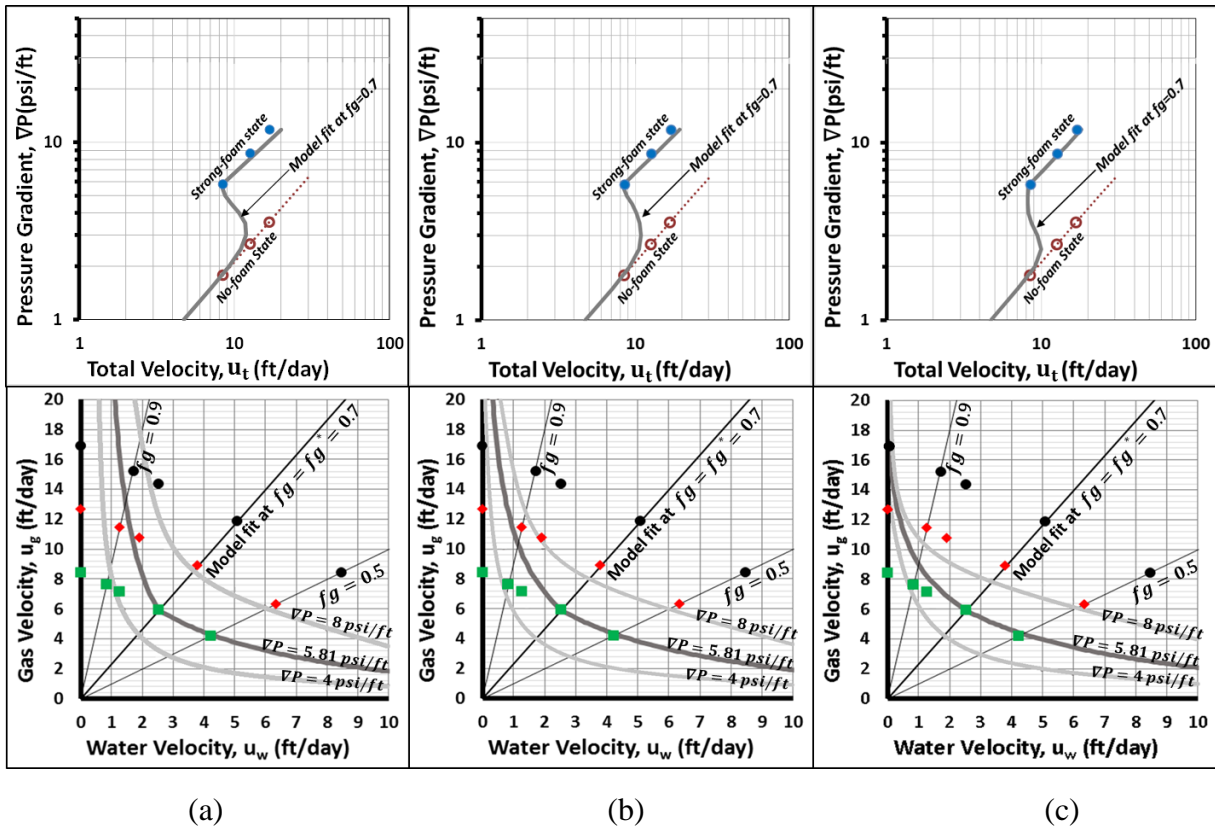 Pressure Gradient, ∇P(psi/ft)
10
1
Strong-foam state
Model fit at fg=0.7
No-foam State
1 10 100
Total Velocity, ut (ft/day)
Pressure Gradient, ∇P(psi/ft)
10
1
Strong-foam state
Model fit at fg=0.7
No-foam State
1 10 100
Total Velocity, ut (ft/day)
Pressure Gradient, ∇P(psi/ft)
10
1
Strong-foam state
Model fit at fg=0.7
No-foam State
1 10 100
Total Velocity, ut (ft/day)
Gas Velocity, ug (ft/day)
20
18
16
14
12
10
8
6
4
2
0
fg = 0.9
Model fit at fg = fg* = 0.7
fg = 0.5
∇P = 8 psi/ft
∇P = 5.81 psi/ft
∇P = 4 psi/ft
0 1 2 3 4 5 6 7 8 9 10
Water Velocity, uw (ft/day)
Gas Velocity, ug (ft/day)
20
18
16
14
12
10
8
6
4
2
0
fg = 0.9
Model fit at fg = fg* = 0.7
fg = 0.5
∇P = 8 psi/ft
∇P = 5.81 psi/ft
∇P = 4 psi/ft
0 1 2 3 4 5 6 7 8 9 10
Water Velocity, uw (ft/day)
Gas Velocity, ug (ft/day)
20
18
16
14
12
10
8
6
4
2
0
fg = 0.9
Model fit at fg = fg* = 0.7
fg = 0.5
∇P = 8 psi/ft
∇P = 5.81 psi/ft
∇P = 4 psi/ft
0 1 2 3 4 5 6 7 8 9 10
Water Velocity, uw (ft/day)
(a) (b) (c)